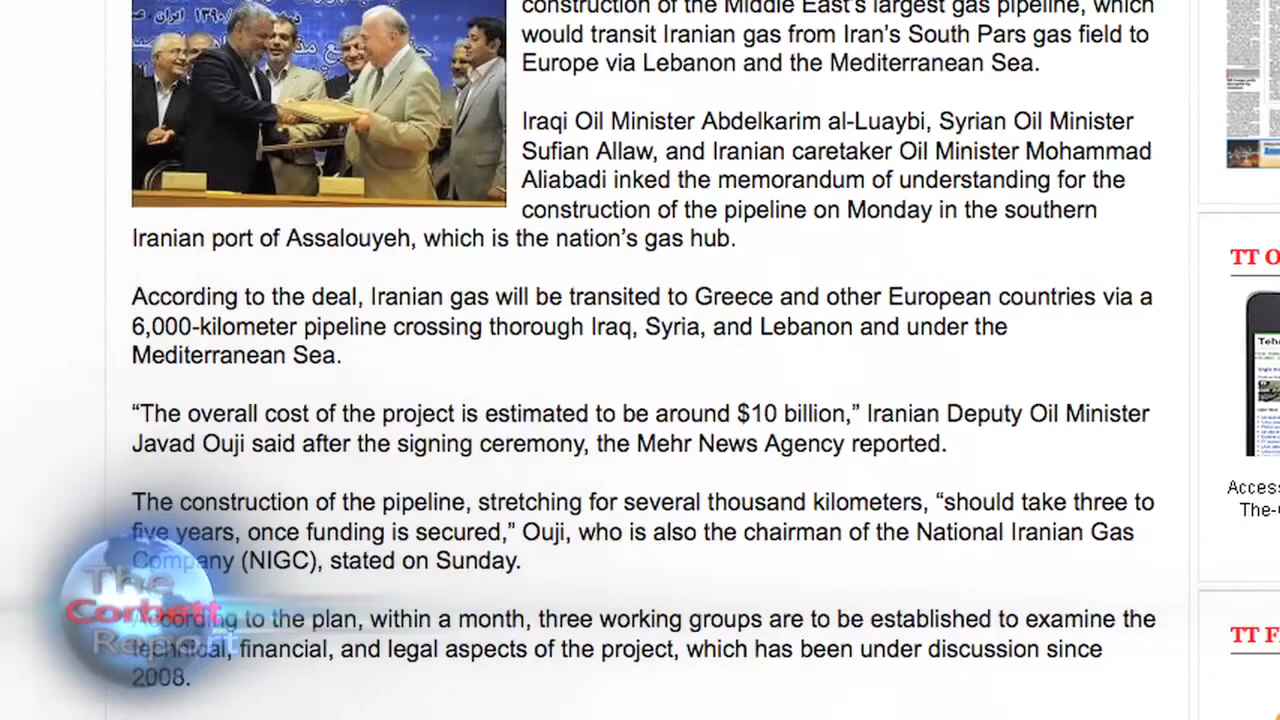 construction of the Middle East's largest gas pipeline, which
would transit Iranian gas from Iran's South Pars gas field to
Europe via Lebanon and the Mediterranean Sea.
Iraqi Oil Minister Abdelkarim al-Luaybi, Syrian Oil Minister
Sufian Allaw, and Iranian caretaker Oil Minister Mohammad
Aliabadi inked the memorandum of understanding for the
construction of the pipeline on Monday in the southern
Iranian port of Assalouyeh, which is the nation's gas hub.
According to the deal, Iranian gas will be transited to Greece and other European countries via a
6,000-kilometer pipeline crossing thorough Iraq, Syria, and Lebanon and under the
Mediterranean Sea.
“The overall cost of the project is estimated to be around $10 billion,” Iranian Deputy Oil Minister
Javad Ouji said after the signing ceremony, the Mehr News Agency reported.
The construction of the pipeline, stretching for several thousand kilometers, “should take three to
five years, once funding is secured,” Ouji, who is also the chairman of the National Iranian Gas
Company (NIGC), stated on Sunday.
According to the plan, within a month, three working groups are to be established to examine the
technical, financial, and legal aspects of the project, which has been under discussion since
2008.
The
Corbett
Report
TT O
Access
The-
TT F